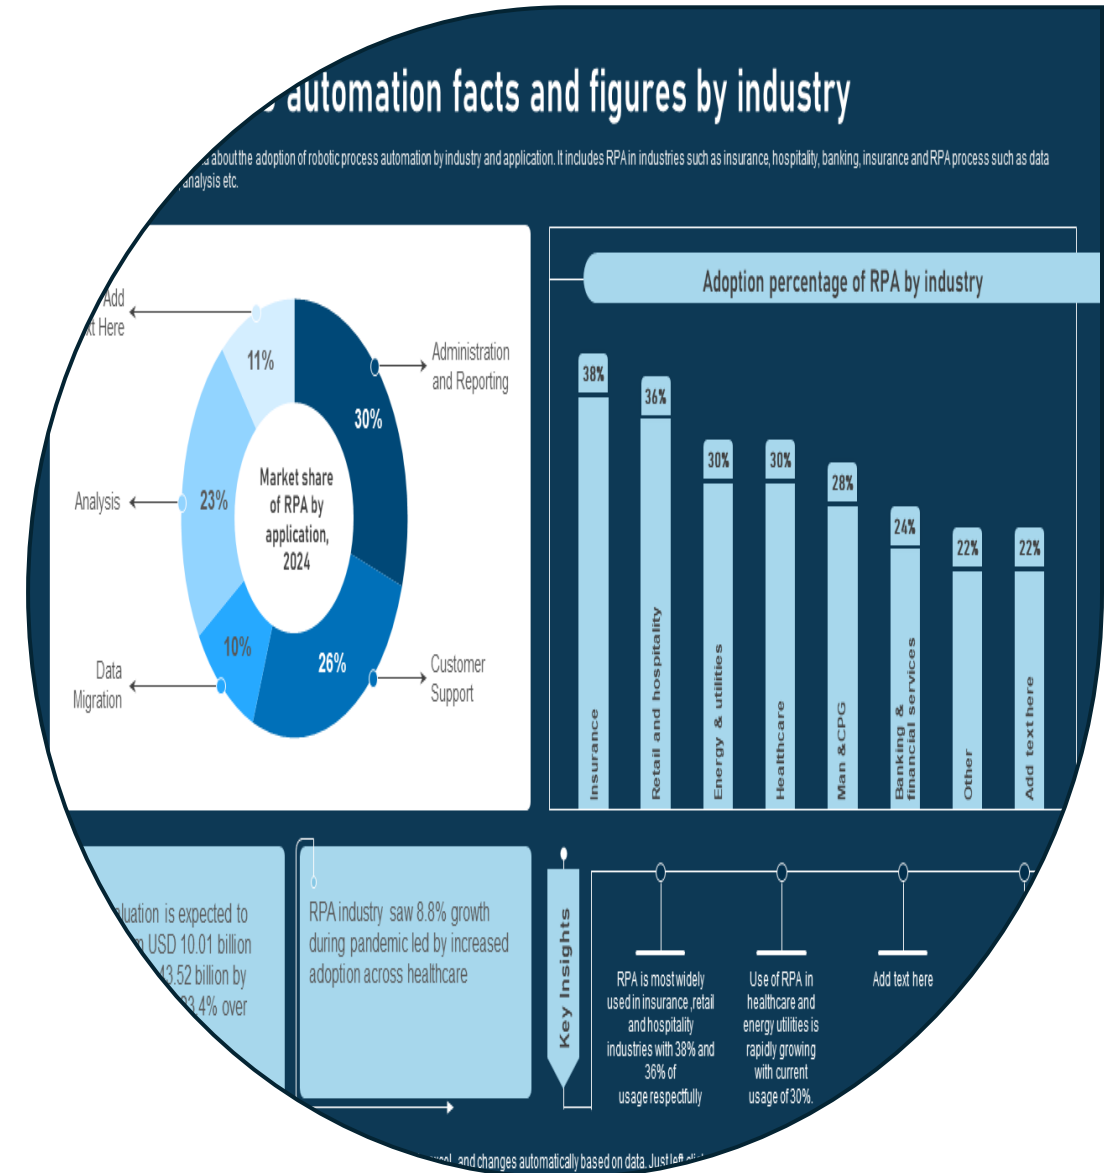 automation facts and figures by industry
about the adoption of robotic process automation by industry and application. It includes RPA in industries such as insurance, hospitality, banking, insurance and RPA process such as data
analysis etc.
Add
Here
11%
Administration
and Reporting
30%
Analysis
23%
Market share
of RPA by
application,
2024
10%
26%
Data
Migration
Customer
Support
Adoption percentage of RPA by industry
38%
36%
30%
30%
28%
24%
22%
22%
Insurance
Retail and hospitality
Energy & utilities
Healthcare
Man &CPG
Banking &
financial services
Other
Add text here
is expected to
USD 10.01 billion
43.52 billion by
over
RPA industry saw 8.8% growth
during pandemic led by increased
adoption across healthcare
Key Insights
RPA is most widely
used in insurance ,retail
and hospitality
industries with 38% and
36% of
usage respectfully
Use of RPA in
healthcare and
energy utilities is
rapidly growing
with current
usage of 30%.
Add text here
and changes automatically based on data. Just left